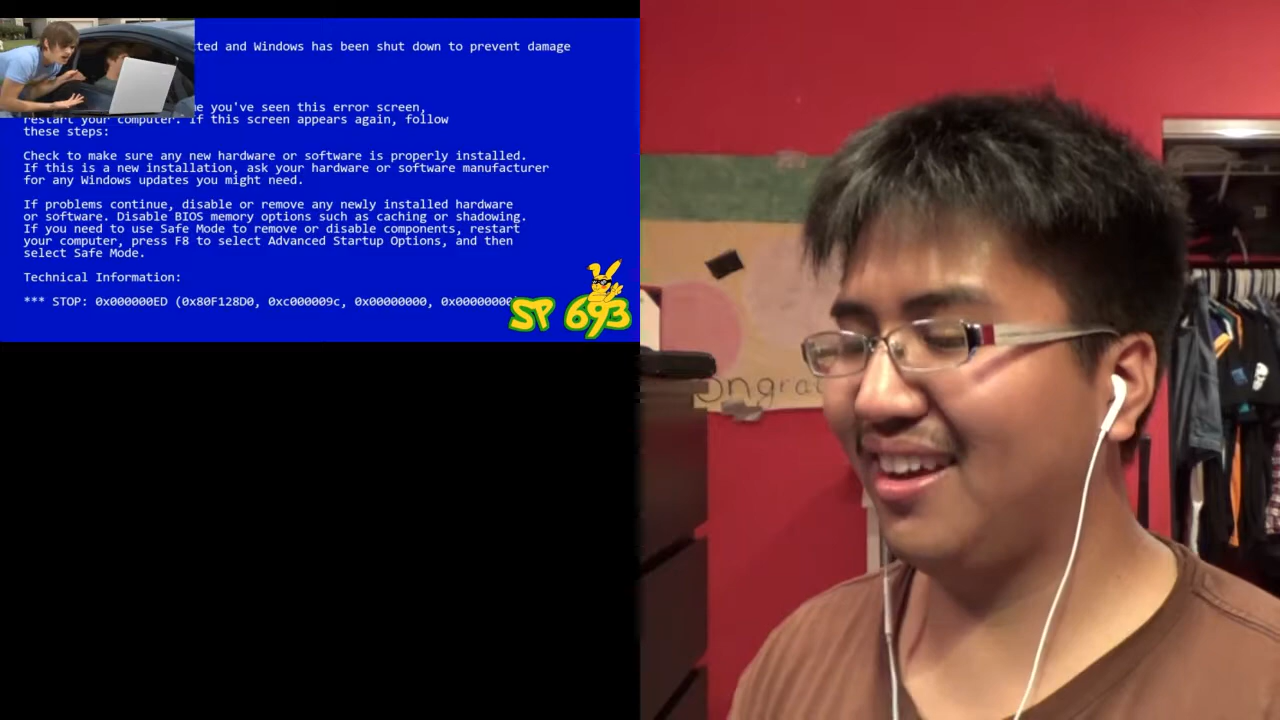 ted and Windows has been shut down to prevent damage
e you've seen this error screen,
restart your computer. If this screen appears again, follow
these steps:
Check to make sure any new hardware or software is properly installed.
If this is a new installation, ask your hardware or software manufacturer
for any Windows updates you might need.
If problems continue, disable or remove any newly installed hardware
or software. Disable BIOS memory options such as caching or shadowing.
If you need to use Safe Mode to remove or disable components, restart
your computer, press F8 to select Advanced Startup Options, and then
select Safe Mode.
Technical Information:
*** STOP: 0x000000ED (0x80F128D0, 0xc000009c, 0x00000000, 0x00000000)
SP 693
ongra